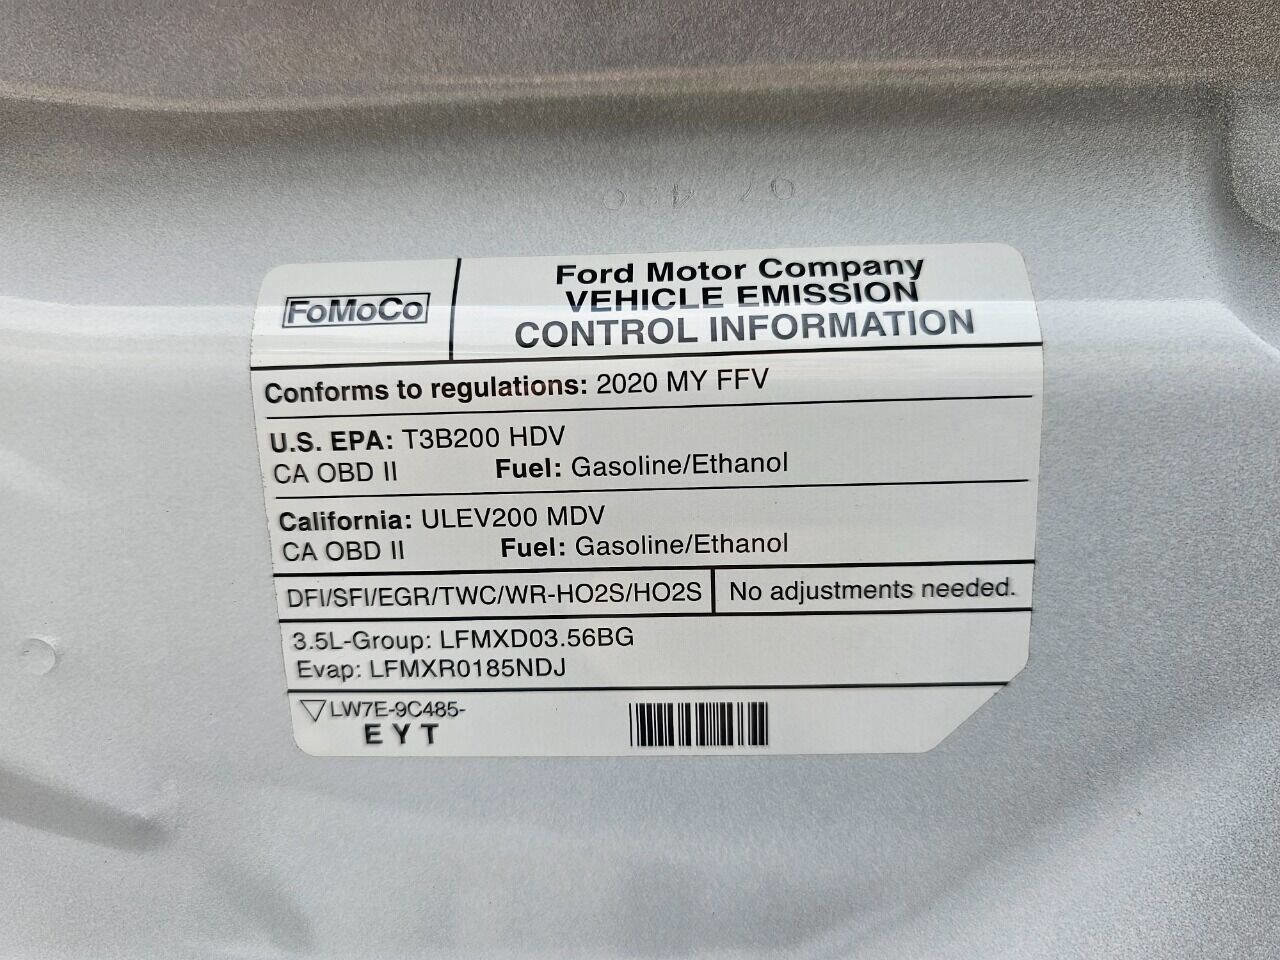 FoMoCo
Ford Motor Company
VEHICLE EMISSION
CONTROL INFORMATION
Conforms to regulations: 2020 MY FFV
U.S. EPA: T3B200 HDV
CA OBD II Fuel: Gasoline/Ethanol
California: ULEV200 MDV
CA OBD II Fuel: Gasoline/Ethanol
DFI/SFI/EGR/TWC/WR-HO2S/HO2S No adjustments needed.
3.5L-Group: LFMXD03.56BG
Evap: LFMXR0185NDJ
LW7E-9C485-
EYT